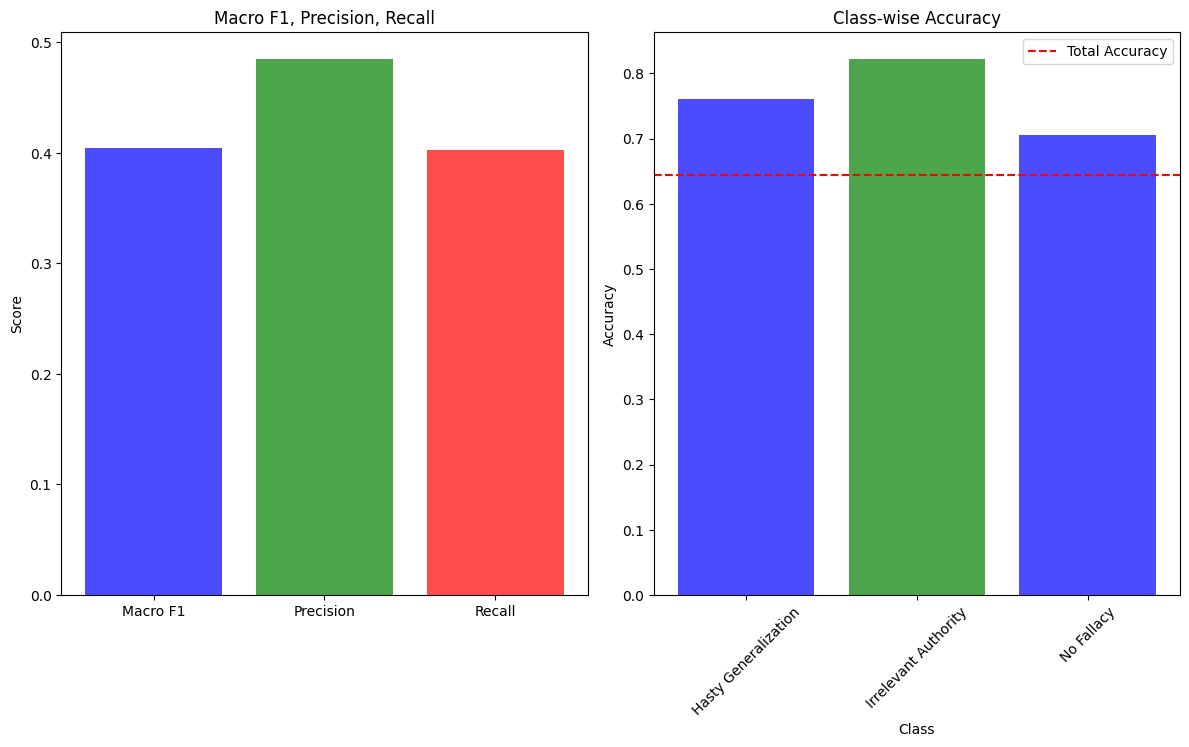 Macro F1, Precision, Recall
Score
0.5
0.4
0.3
0.2
0.1
0.0
Macro F1
Precision
Recall
Class-wise Accuracy
Total Accuracy
Accuracy
0.8
0.7
0.6
0.5
0.4
0.3
0.2
0.1
0.0
Hasty Generalization
Irrelevant Authority
No Fallacy
Class